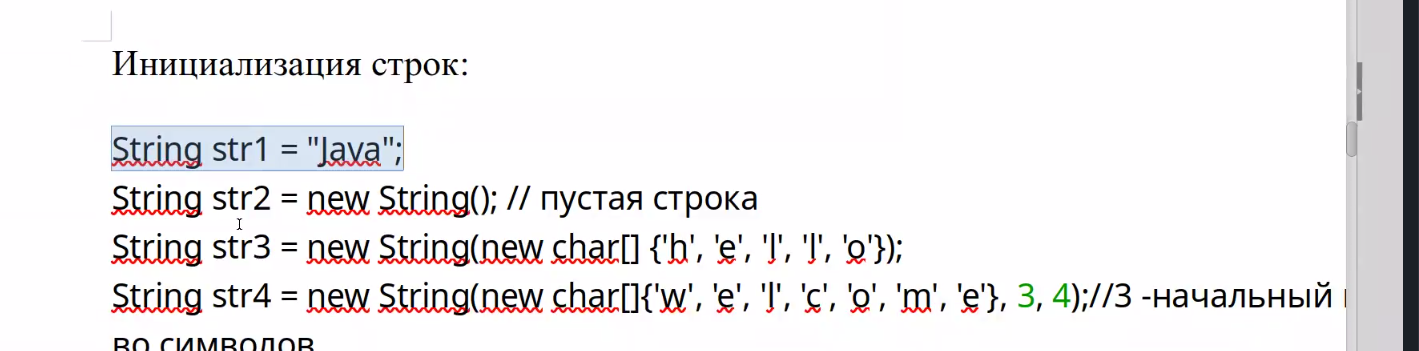 Инициализация строк:
String str1 = "Java";
String str2 = new String(); // пустая строка
String str3 = new String(new char[] {'h', 'e', 'l', 'l', 'o'});
String str4 = new String(new char[]{'w', 'e', 'l', 'c', 'o', 'm', 'e'}, 3, 4);//3 -начальный
во символов